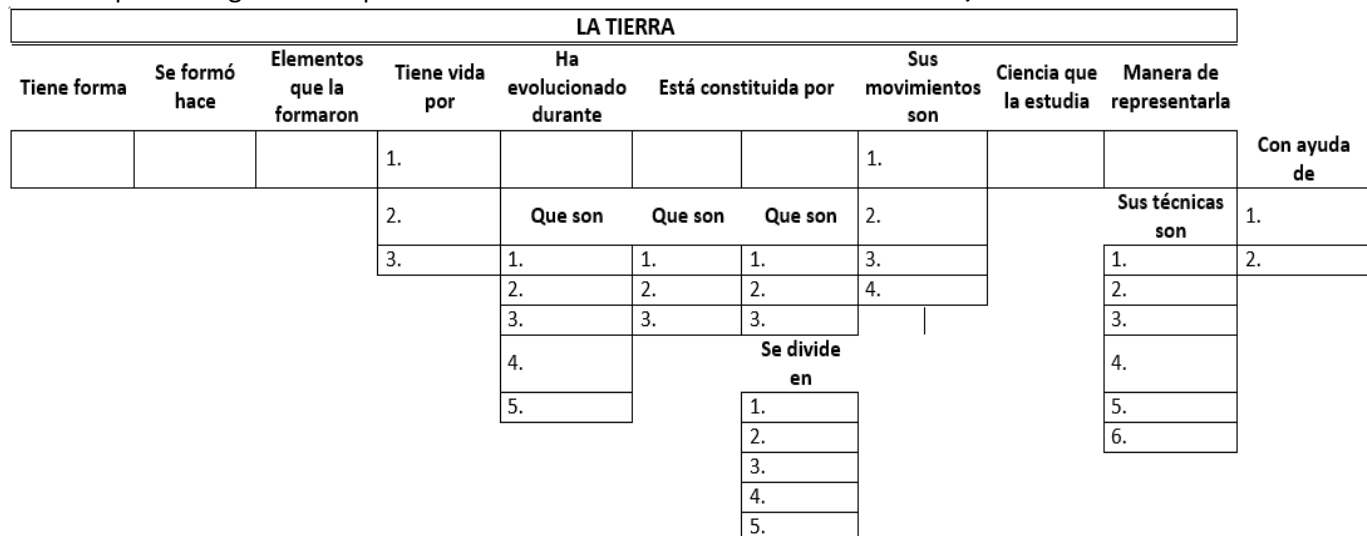 LA TIERRA
Tiene forma
Se formó
hace
Elementos
que la
formaron
Tiene vida
por
Ha
evolucionado
durante
Está constituida por
Sus
movimientos
son
Ciencia que
la estudia
Manera de
representarla
1.
1.
Con ayuda
de
2.
Que son
Que son
Que son
2.
Sus técnicas
son
1.
3.
1.
1.
1.
3.
1.
2.
2.
2.
2.
4.
2.
3.
3.
3.
3.
4.
Se divide
en
4.
5.
1.
5.
2.
6.
3.
4.
5.